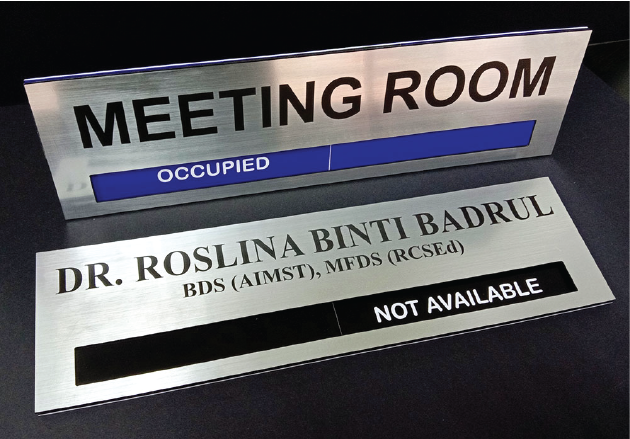 MEETING ROOM
OCCUPIED
DR. ROSLINA BINTI BADRUL
BDS (AIMST), MFDS (RCSEd)
NOT AVAILABLE